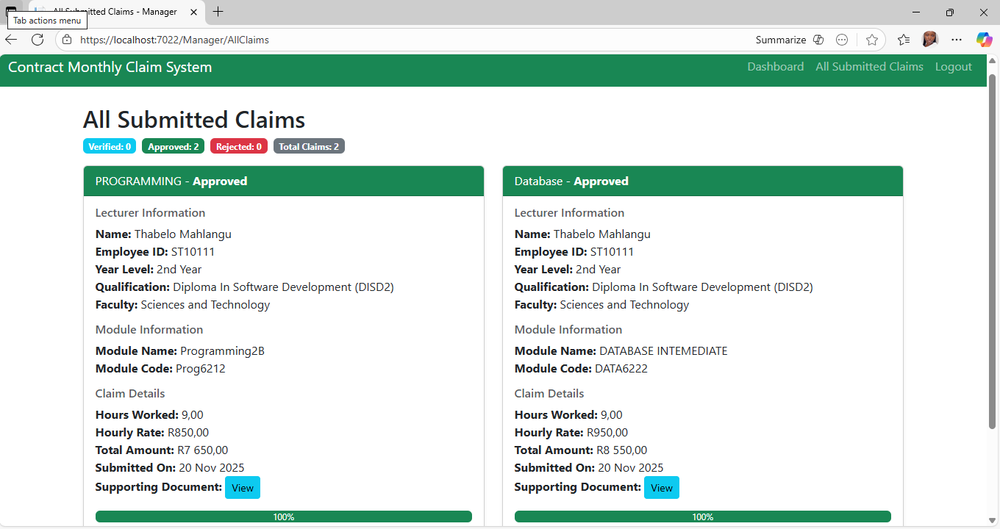 All Submitted Claims - Manager
Tab actions menu
https://localhost:7022/Manager/AllClaims
Summarize
Contract Monthly Claim System
Dashboard
All Submitted Claims
Logout
All Submitted Claims
Verified: 0
Approved: 2
Rejected: 0
Total Claims: 2
PROGRAMMING - Approved
Lecturer Information
Name: Thabelo Mahlangu
Employee ID: ST10111
Year Level: 2nd Year
Qualification: Diploma In Software Development (DISD2)
Faculty: Sciences and Technology
Module Information
Module Name: Programming2B
Module Code: Prog6212
Claim Details
Hours Worked: 9,00
Hourly Rate: R850,00
Total Amount: R7 650,00
Submitted On: 20 Nov 2025
Supporting Document: View
100%
Database - Approved
Lecturer Information
Name: Thabelo Mahlangu
Employee ID: ST10111
Year Level: 2nd Year
Qualification: Diploma In Software Development (DISD2)
Faculty: Sciences and Technology
Module Information
Module Name: DATABASE INTEMEDIATE
Module Code: DATA6222
Claim Details
Hours Worked: 9,00
Hourly Rate: R950,00
Total Amount: R8 550,00
Submitted On: 20 Nov 2025
Supporting Document: View
100%